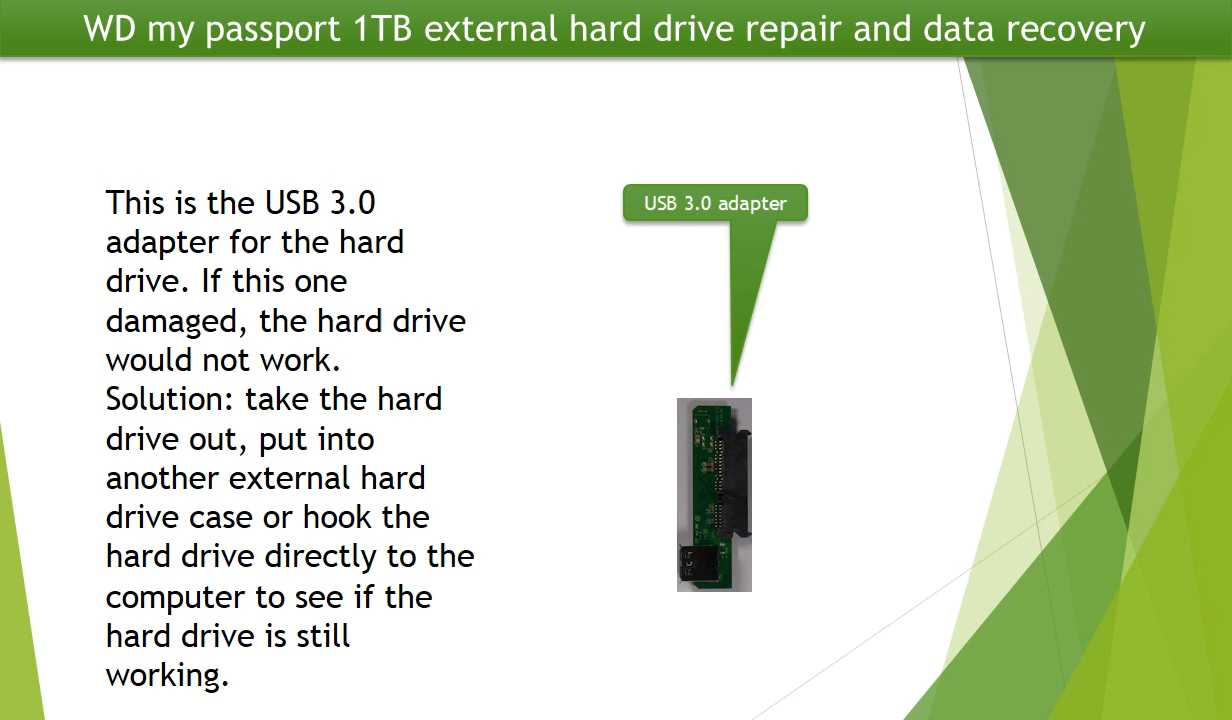 WD my passport 1TB external hard drive repair and data recovery
This is the USB 3.0
adapter for the hard
drive. If this one
damaged, the hard drive
would not work.
Solution: take the hard
drive out, put into
another external hard
drive case or hook the
hard drive directly to the
computer to see if the
hard drive is still
working.
USB 3.0 adapter